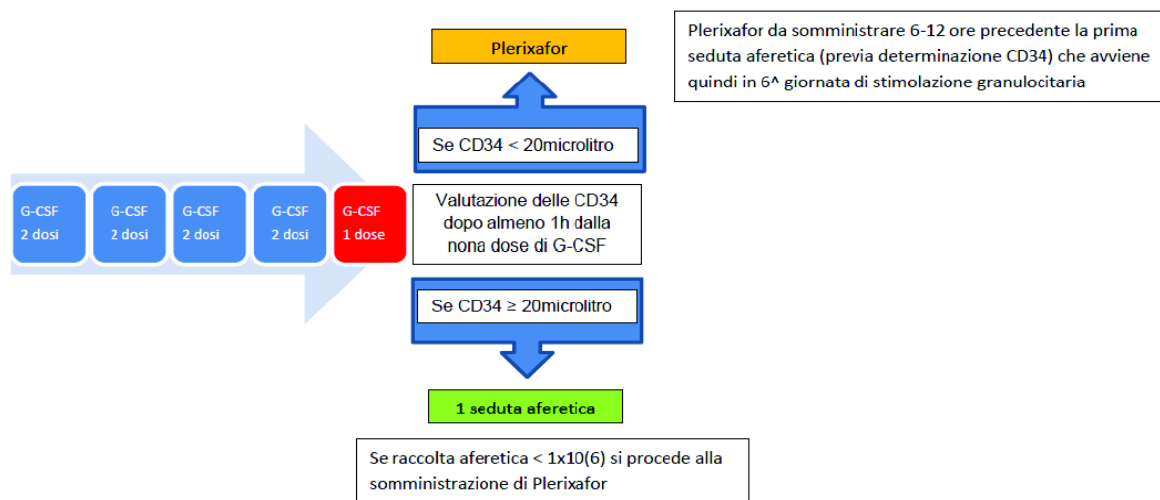 Plerixafor
Plerixafor da somministrare 6-12 ore precedente la prima
seduta aferetica (previa determinazione CD34) che avviene
quindi in 6^ giornata di stimolazione granulocitaria
Se CD34 < 20microlitro
G-CSF
2 dosi
G-CSF
2 dosi
G-CSF
2 dosi
G-CSF
2 dosi
G-CSF
1 dose
Valutazione delle CD34
dopo almeno 1h dalla
nona dose di G-CSF
Se CD34 ≥ 20microlitro
1 seduta aferetica
Se raccolta aferetica < 1x10(6) si procede alla
somministrazione di Plerixafor